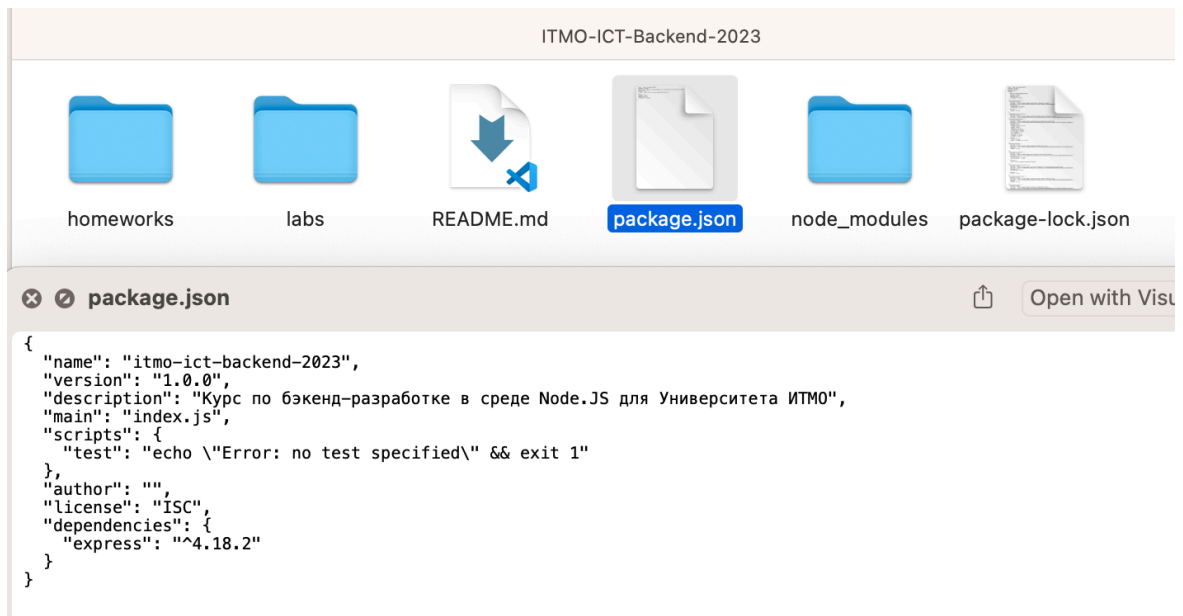 ITMO-ICT-Backend-2023
homeworks
labs
README.md
package.json
node_modules
package-lock.json
package.json
Open with Visu
{
"name": "itmo-ict-backend-2023",
"version": "1.0.0",
"description": "Курс по бэкенд-разработке в среде Node.JS для Университета ИТМО",
"main": "index.js",
"scripts": {
"test": "echo \"Error: no test specified\" && exit 1"
},
"author": "",
"license": "ISC",
"dependencies": {
"express": "^4.18.2"
}
}